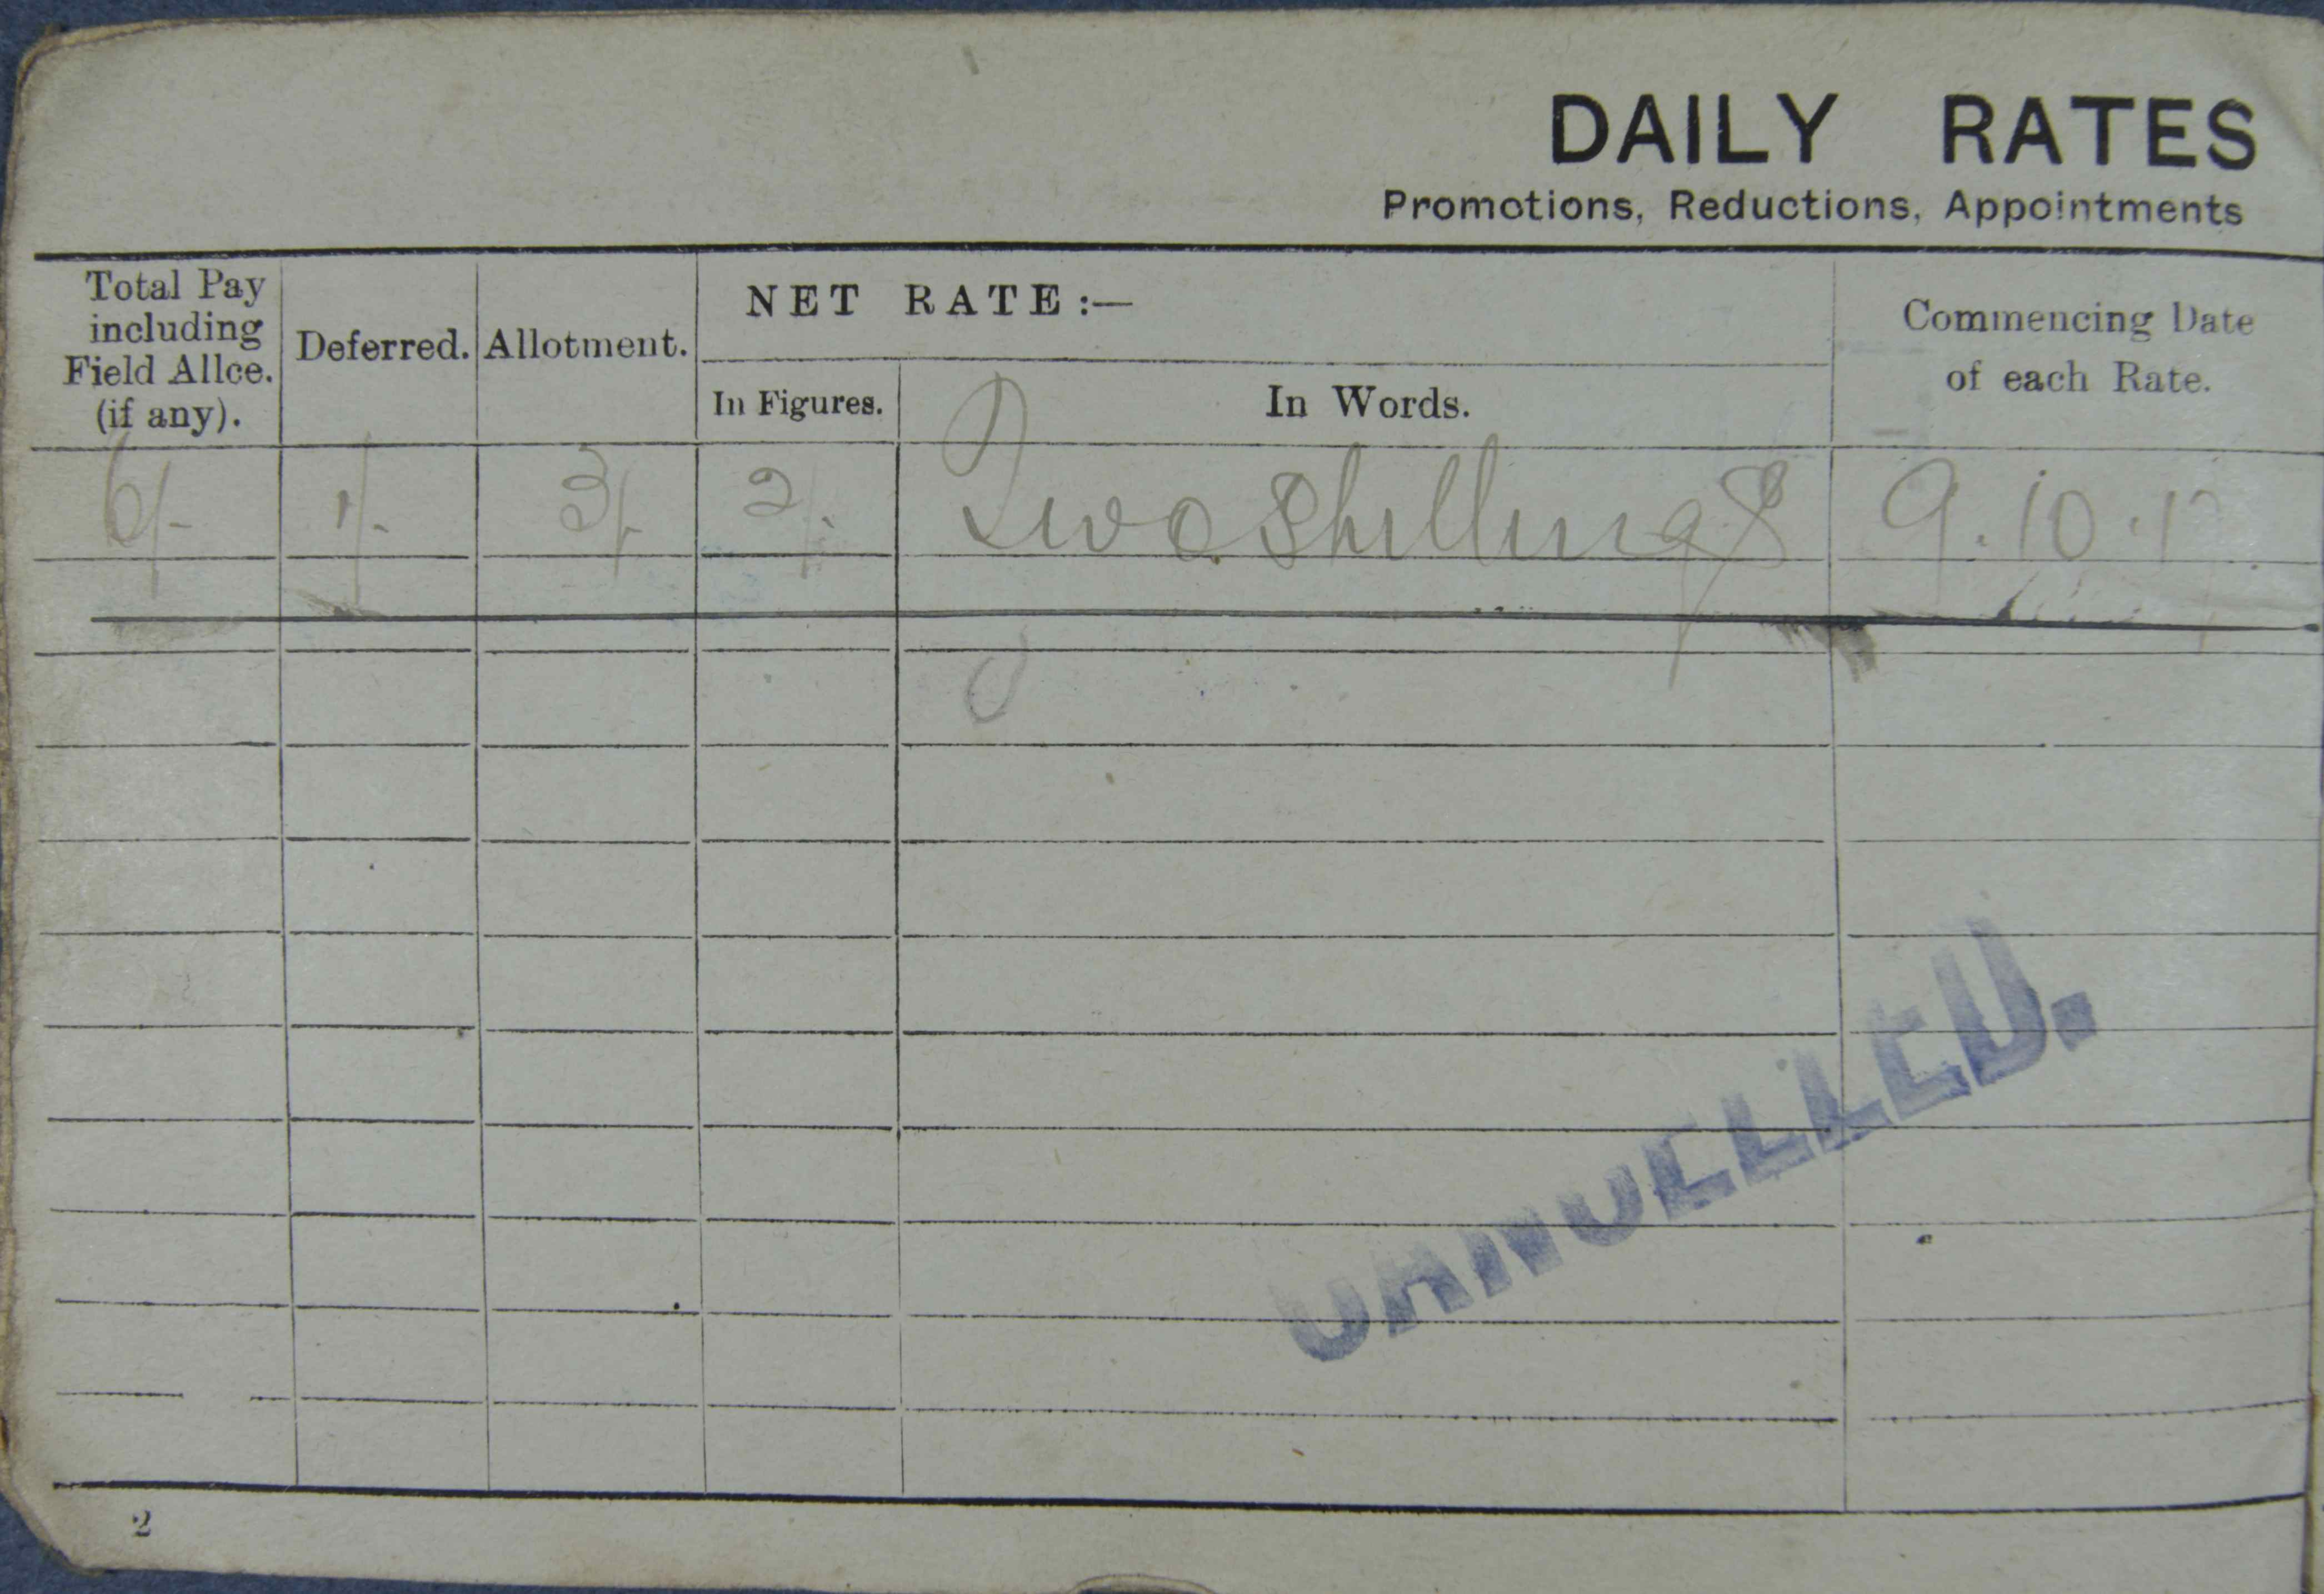 DAILY RATES
Promotions, Reductions, Appointments
Total Pay including Field Allce. (if any).
Deferred.
Allotment.
NET RATE:—
In Figures.
In Words.
Commencing Date of each Rate.
6/- 1/- 3/- 2/- Two Shillings 9.10.17
CANCELLED.
2